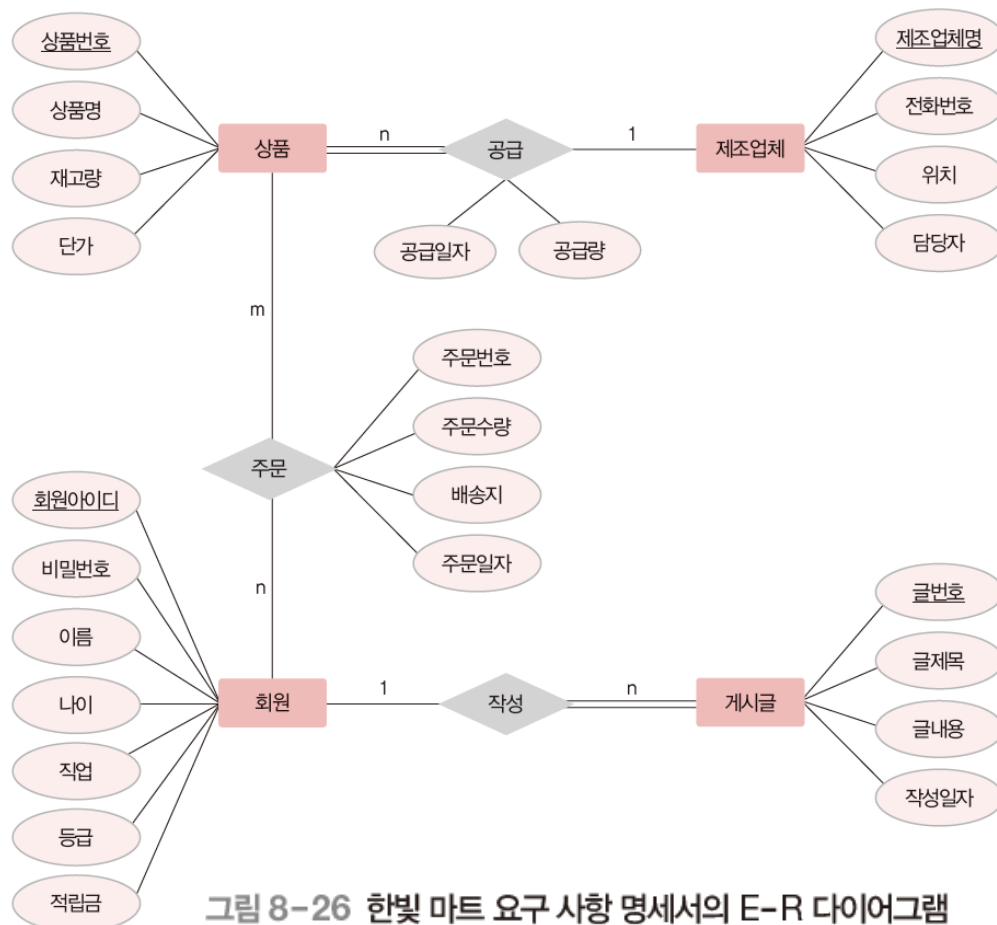 상품번호
상품명
재고량
단가
상품
n
공급
1
제조업체
제조업체명
전화번호
위치
담당자
공급일자
공급량
m
주문
주문번호
주문수량
배송지
주문일자
n
회원아이디
비밀번호
이름
나이
직업
등급
적립금
회원
1
작성
n
게시글
글번호
글제목
글내용
작성일자
그림 8-26 한빛 마트 요구 사항 명세서의 E-R 다이어그램